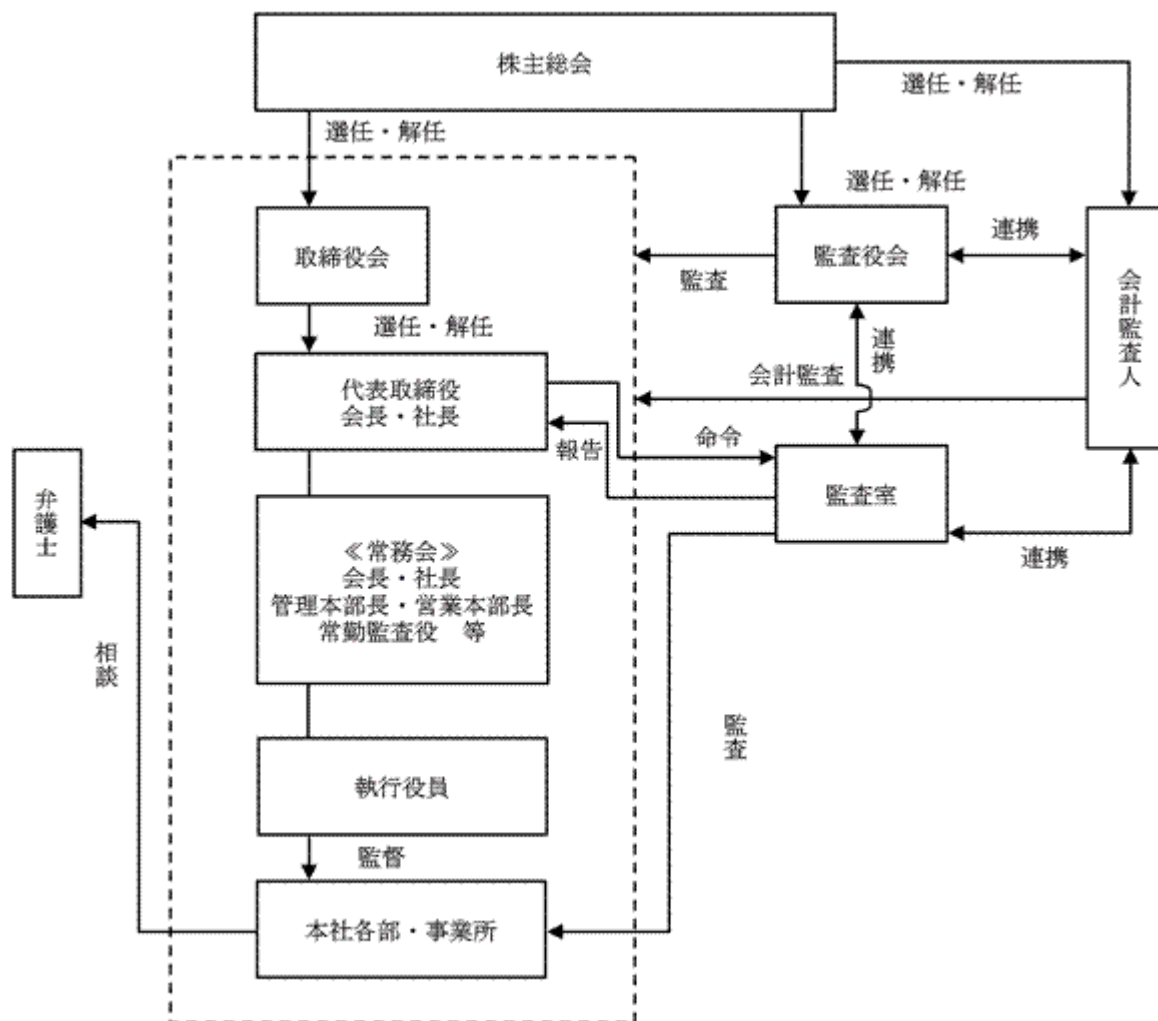 株主総会
選任・解任
選任・解任
選任・解任
取締役会
監査役会
連携
会計監査人
監査
選任・解任
連携
代表取締役
会長・社長
会計監査
命令
報告
監査室
弁護士
≪常務会≫
会長・社長
管理本部長・営業本部長
常勤監査役　等
連携
相談
監査
執行役員
監督
本社各部・事業所